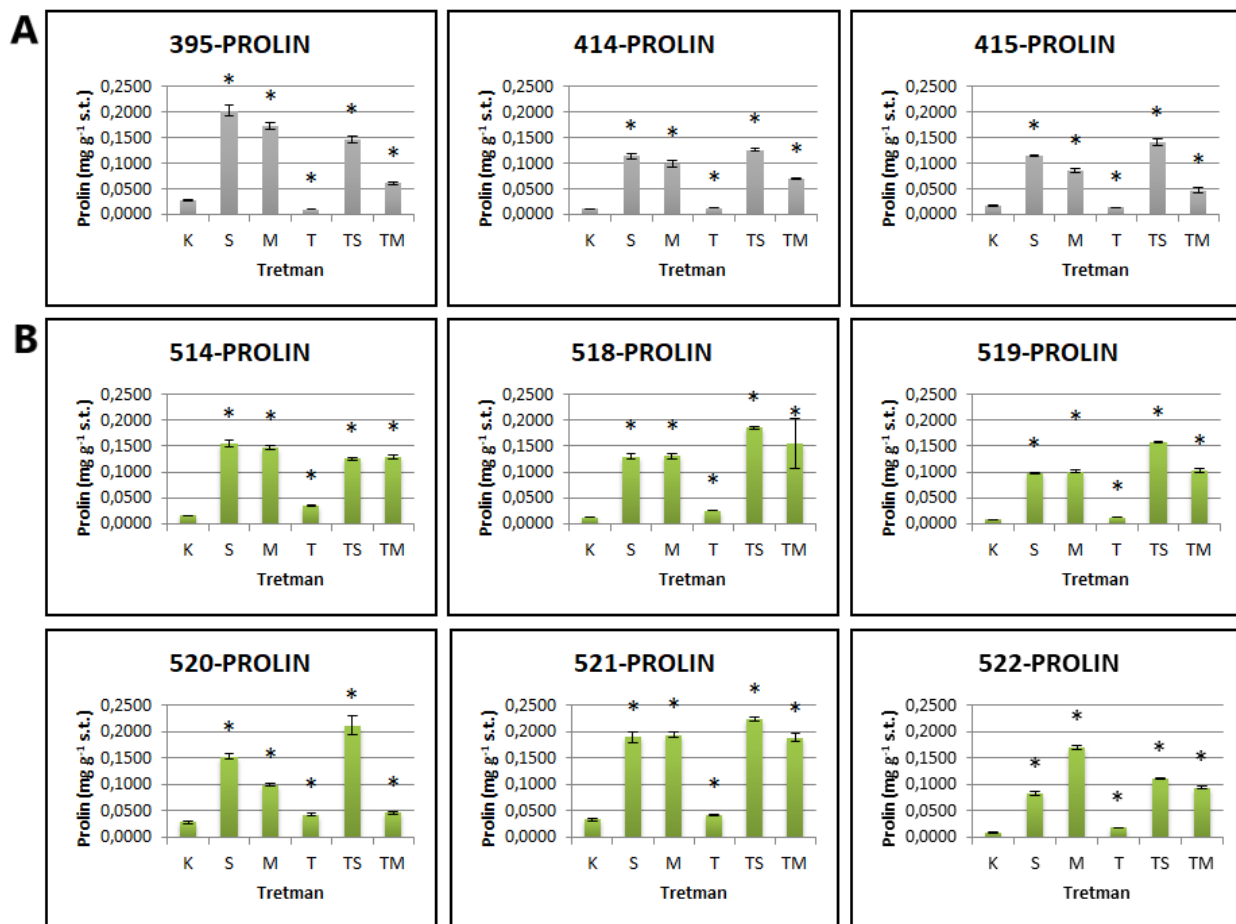 A
395-PROLIN
Prolin (mg g⁻¹ s.t.)
0,2500
0,2000
0,1500
0,1000
0,0500
0,0000
* * * * *
K S M T TS TM
Tretman
414-PROLIN
Prolin (mg g⁻¹ s.t.)
0,2500
0,2000
0,1500
0,1000
0,0500
0,0000
* * * * *
K S M T TS TM
Tretman
415-PROLIN
Prolin (mg g⁻¹ s.t.)
0,2500
0,2000
0,1500
0,1000
0,0500
0,0000
* * * * *
K S M T TS TM
Tretman
B
514-PROLIN
Prolin (mg g⁻¹ s.t.)
0,2500
0,2000
0,1500
0,1000
0,0500
0,0000
* * * * *
K S M T TS TM
Tretman
518-PROLIN
Prolin (mg g⁻¹ s.t.)
0,2500
0,2000
0,1500
0,1000
0,0500
0,0000
* * * * *
K S M T TS TM
Tretman
519-PROLIN
Prolin (mg g⁻¹ s.t.)
0,2500
0,2000
0,1500
0,1000
0,0500
0,0000
* * * * *
K S M T TS TM
Tretman
520-PROLIN
Prolin (mg g⁻¹ s.t.)
0,2500
0,2000
0,1500
0,1000
0,0500
0,0000
* * * * *
K S M T TS TM
Tretman
521-PROLIN
Prolin (mg g⁻¹ s.t.)
0,2500
0,2000
0,1500
0,1000
0,0500
0,0000
* * * * *
K S M T TS TM
Tretman
522-PROLIN
Prolin (mg g⁻¹ s.t.)
0,2500
0,2000
0,1500
0,1000
0,0500
0,0000
* * * * *
K S M T TS TM
Tretman